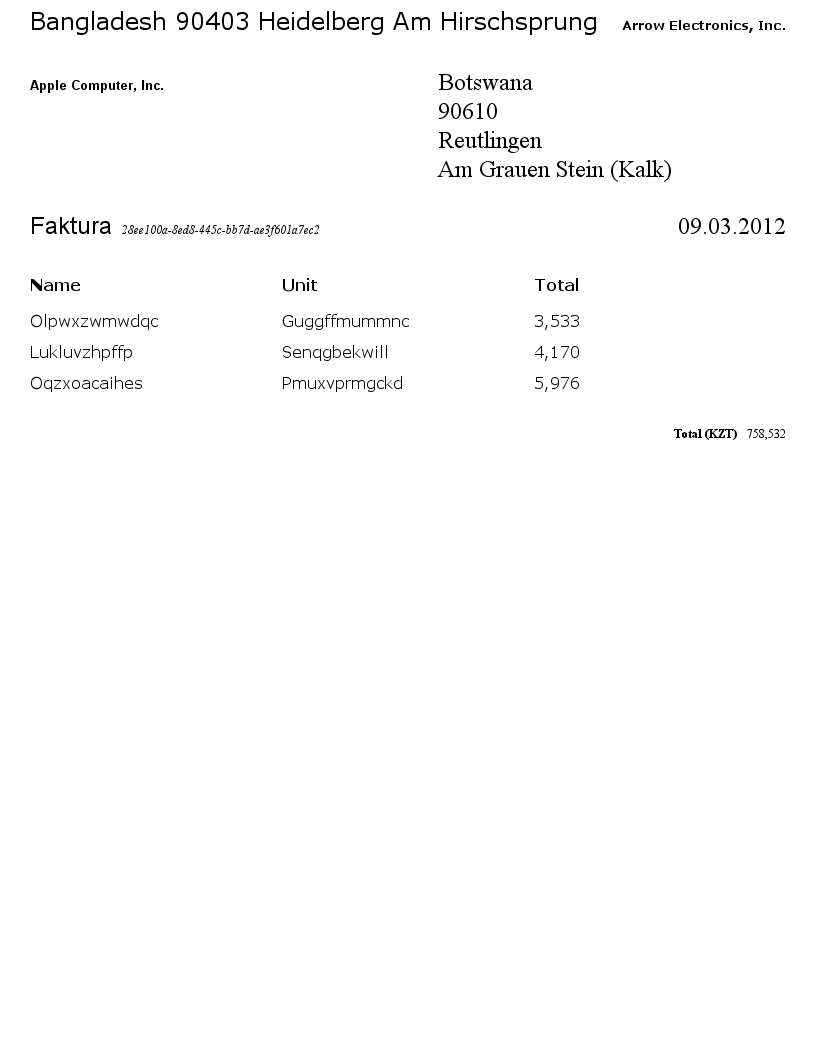 Bangladesh 90403 Heidelberg Am Hirschsprung Arrow Electronics, Inc.
Apple Computer, Inc.
Botswana
90610
Reutlingen
Am Grauen Stein (Kalk)
Faktura 28ee100a-8ed8-445c-bb7d-ae3f601a7ec2 09.03.2012
Name Unit Total
Olpwxzwmwdqc Guggffmummnc 3,533
Lukluvzhpffp Senqgbekwill 4,170
Oqzxoacaihes Pmuxvprmgckd 5,976
Total (KZT) 758,532